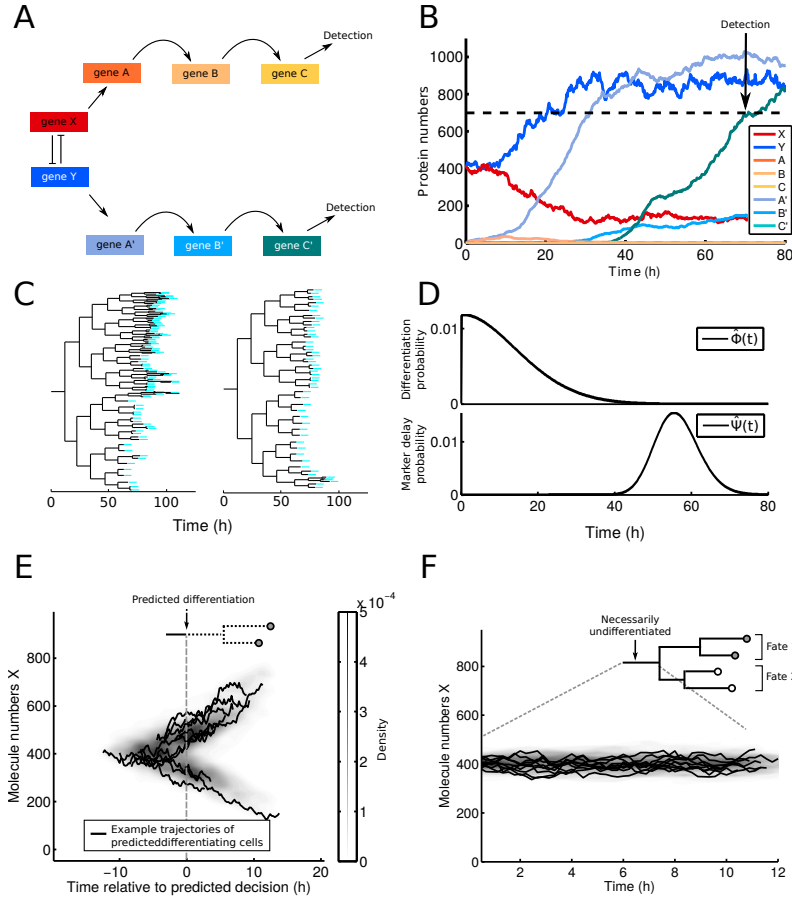 A
gene A
gene B
gene C
Detection
gene X
gene Y
gene A'
gene B'
gene C'
Detection
B
Detection
Protein numbers
1000
800
600
400
200
0
0
20
40
60
80
Time (h)
X
Y
A
B
C
A'
B'
C'
C
0
50
100
0
50
100
Time (h)
D
Differentiation
probability
0.01
0
Φ̂(t)
Marker delay
probability
0.01
0
Ψ̂(t)
0
20
40
60
80
Time (h)
E
Predicted differentiation
Molecule numbers X
800
600
400
200
0
Example trajectories of
predicteddifferentiating cells
−10
0
10
20
Time relative to predicted decision (h)
x 10⁻⁴
5
4
3
2
1
0
Density
F
Necessarily
undifferentiated
Fate
Fate
Molecule numbers X
800
600
400
200
0
2
4
6
8
10
12
Time (h)